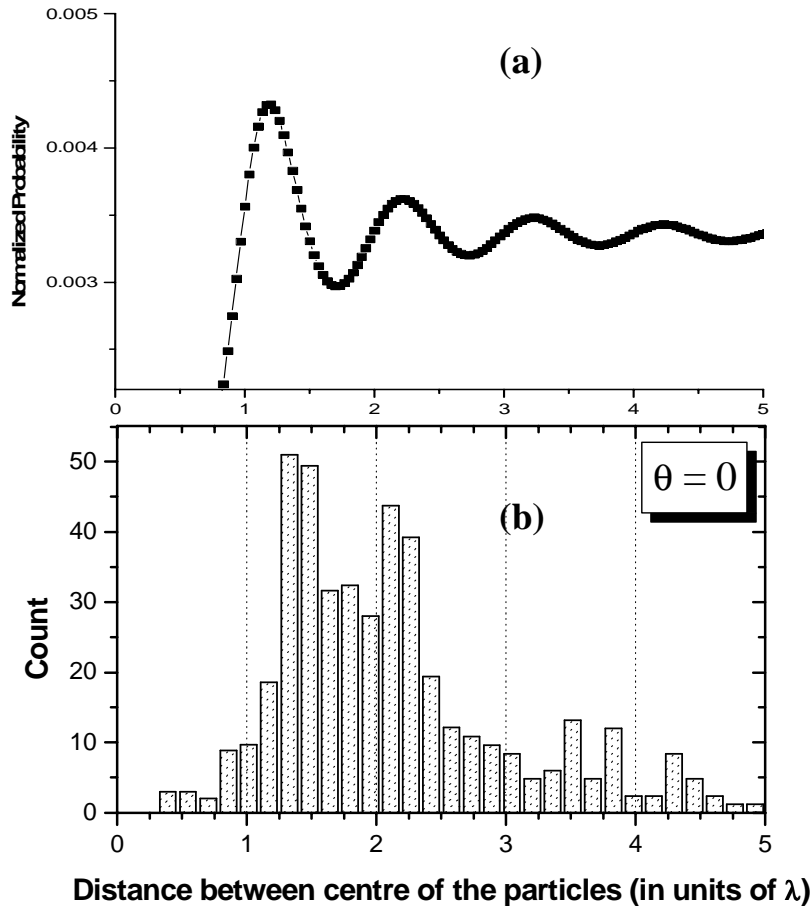 0.005
(a)
0.004
Normalized Probability
0.003
0 1 2 3 4 5
50
θ = 0
(b)
40
30
Count
20
10
0
0 1 2 3 4 5
Distance between centre of the particles (in units of λ)